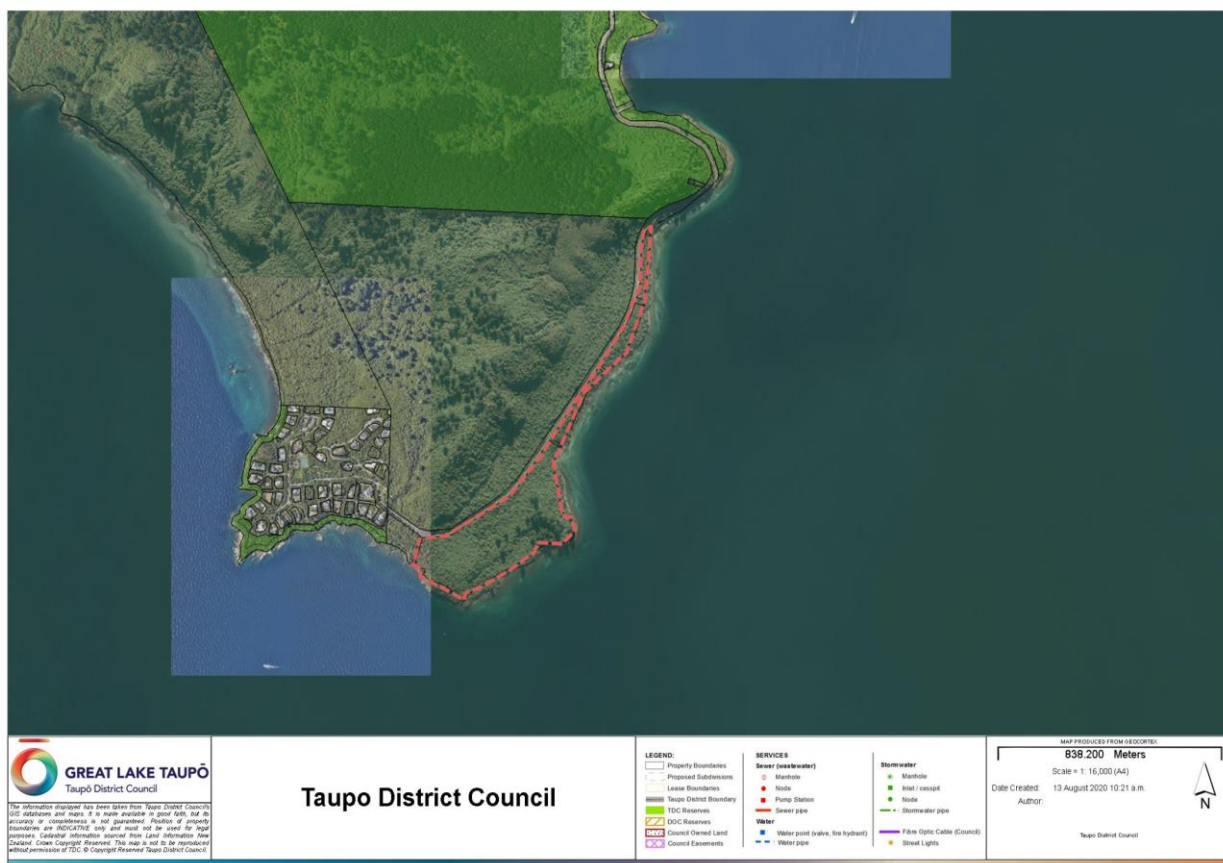 GREAT LAKE TAUPŌ
Taupō District Council
The information displayed has been taken from Taupo District Council's
GIS databases and maps. It is made available in good faith, but its
accuracy or completeness is not guaranteed. Position of property
boundaries are INDICATIVE only and must not be used for legal
purposes. Cadastral information sourced from Land Information New
Zealand. Crown Copyright Reserved. This map is not to be reproduced
without permission of TDC. © Copyright Reserved Taupo District Council.
Taupo District Council
LEGEND:
Property Boundaries
Proposed Subdivisions
Lease Boundaries
Taupo District Boundary
TDC Reserves
DOC Reserves
Council Owned Land
Council Easements
SERVICES
Sewer (wastewater)
Manhole
Node
Pump Station
Sewer pipe
Water
Water point (valve, fire hydrant)
Water pipe
Stormwater
Manhole
Inlet / cesspit
Node
Stormwater pipe
Fibre Optic Cable (Council)
Street Lights
MAP PRODUCED FROM GEOCORTEX
838.200 Meters
Scale = 1: 16,000 (A4)
Date Created: 13 August 2020 10:21 a.m.
Author:
Taupo District Council
N